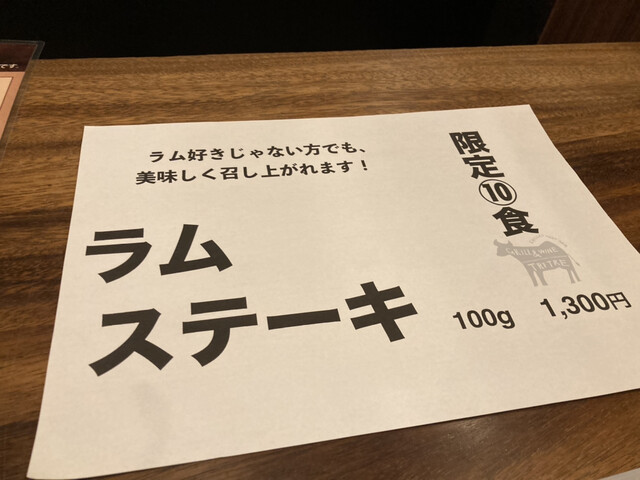 ラム好きじゃない方でも、
美味しく召し上がれます!
限定⑩食
ラム
ステーキ
100g 1,300円
です。